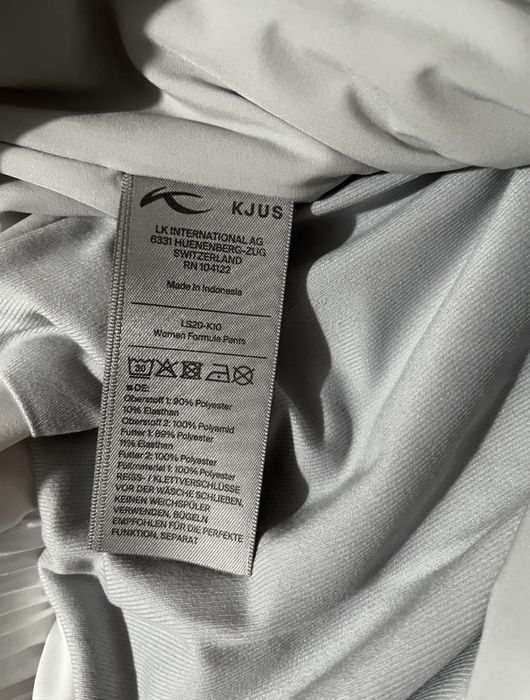 KJUS
LK INTERNATIONAL AG
6331 HUENENBERG-ZUG
SWITZERLAND
RN 104122
Made in Indonesia
LS20-K10
Women Formula Pants
30
DE:
Oberstoff 1: 90% Polyester
10% Elasthan
Oberstoff 2: 100% Polyamid
Futter 1: 89% Polyester
11% Elasthan
Futter 2: 100% Polyester
Füllmaterial 1: 100% Polyester
REISS- / KLETTVERSCHLÜSSE
VOR DER WÄSCHE SCHLIEßEN,
KEINEN WEICHSPÜLER
VERWENDEN, BÜGELN
EMPFOHLEN FÜR DIE PERFEKTE
FUNKTION, SEPARAT